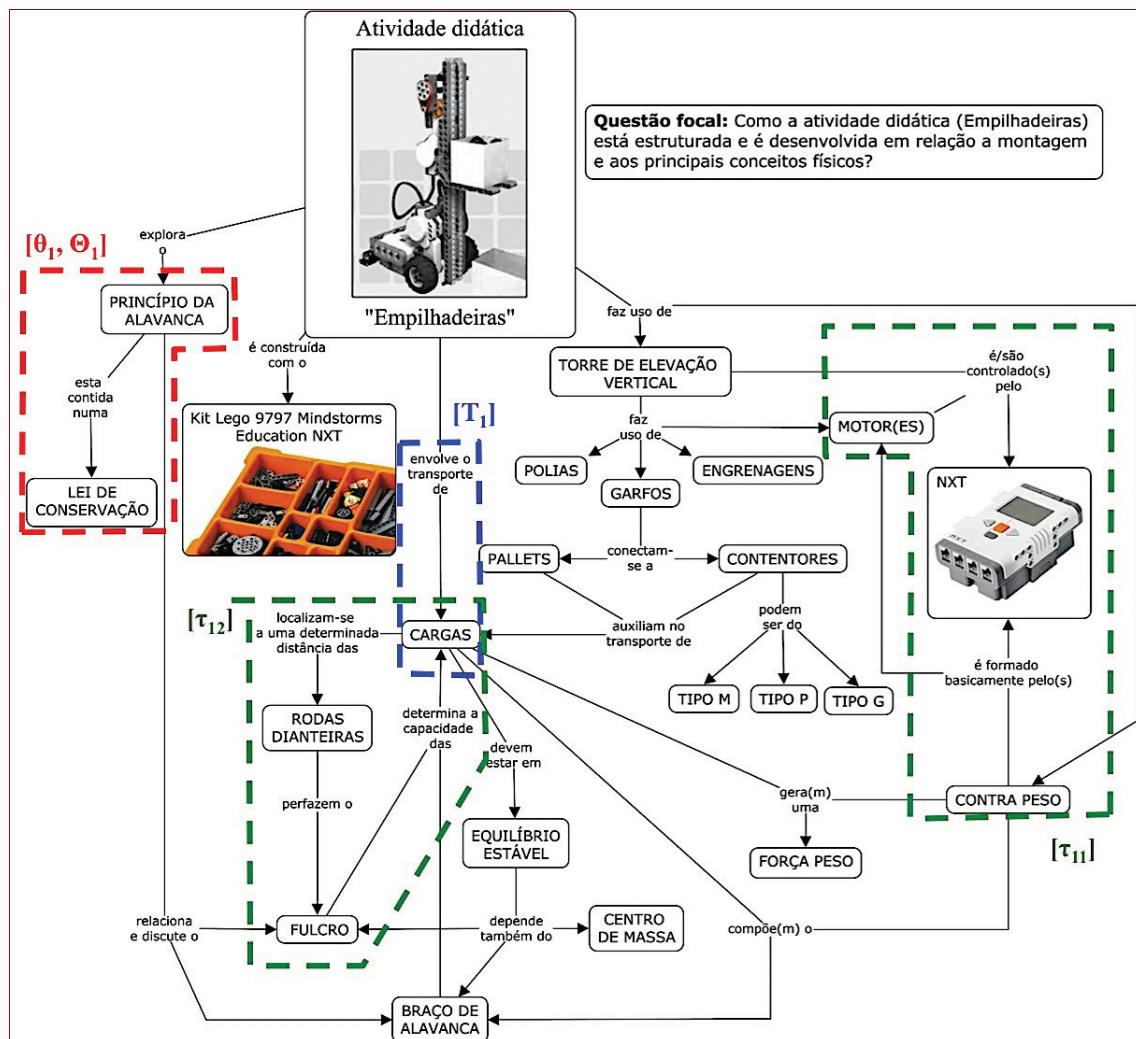 Atividade didática
"Empilhadeiras"
Questão focal: Como a atividade didática (Empilhadeiras)
está estruturada e é desenvolvida em relação a montagem
e aos principais conceitos físicos?
[θ₁, Θ₁]
explora
o
PRINCÍPIO DA
ALAVANCA
esta
contida
numa
LEI DE
CONSERVAÇÃO
é construída
com o
Kit Lego 9797 Mindstorms
Education NXT
[T₁]
envolve o
transporte
de
faz uso de
TORRE DE ELEVAÇÃO
VERTICAL
faz
uso de
POLIAS
GARFOS
ENGRENAGENS
é/são
controlado(s)
pelo
MOTOR(ES)
NXT
NXT
conectam-
se a
PALLETS
CONTENTORES
auxiliam no
transporte de
podem
ser do
TIPO M
TIPO P
TIPO G
é formado
basicamente pelo(s)
[τ₁₂]
localizam-se
a uma determinada
distância das
CARGAS
RODAS
DIANTEIRAS
determina a
capacidade
das
devem
estar em
perfazem o
EQUILÍBRIO
ESTÁVEL
gera(m)
uma
FORÇA PESO
CONTRA PESO
[τ₁₁]
relaciona
e discute o
FULCRO
depende
também do
CENTRO
DE MASSA
compõe(m) o
BRAÇO DE
ALAVANCA